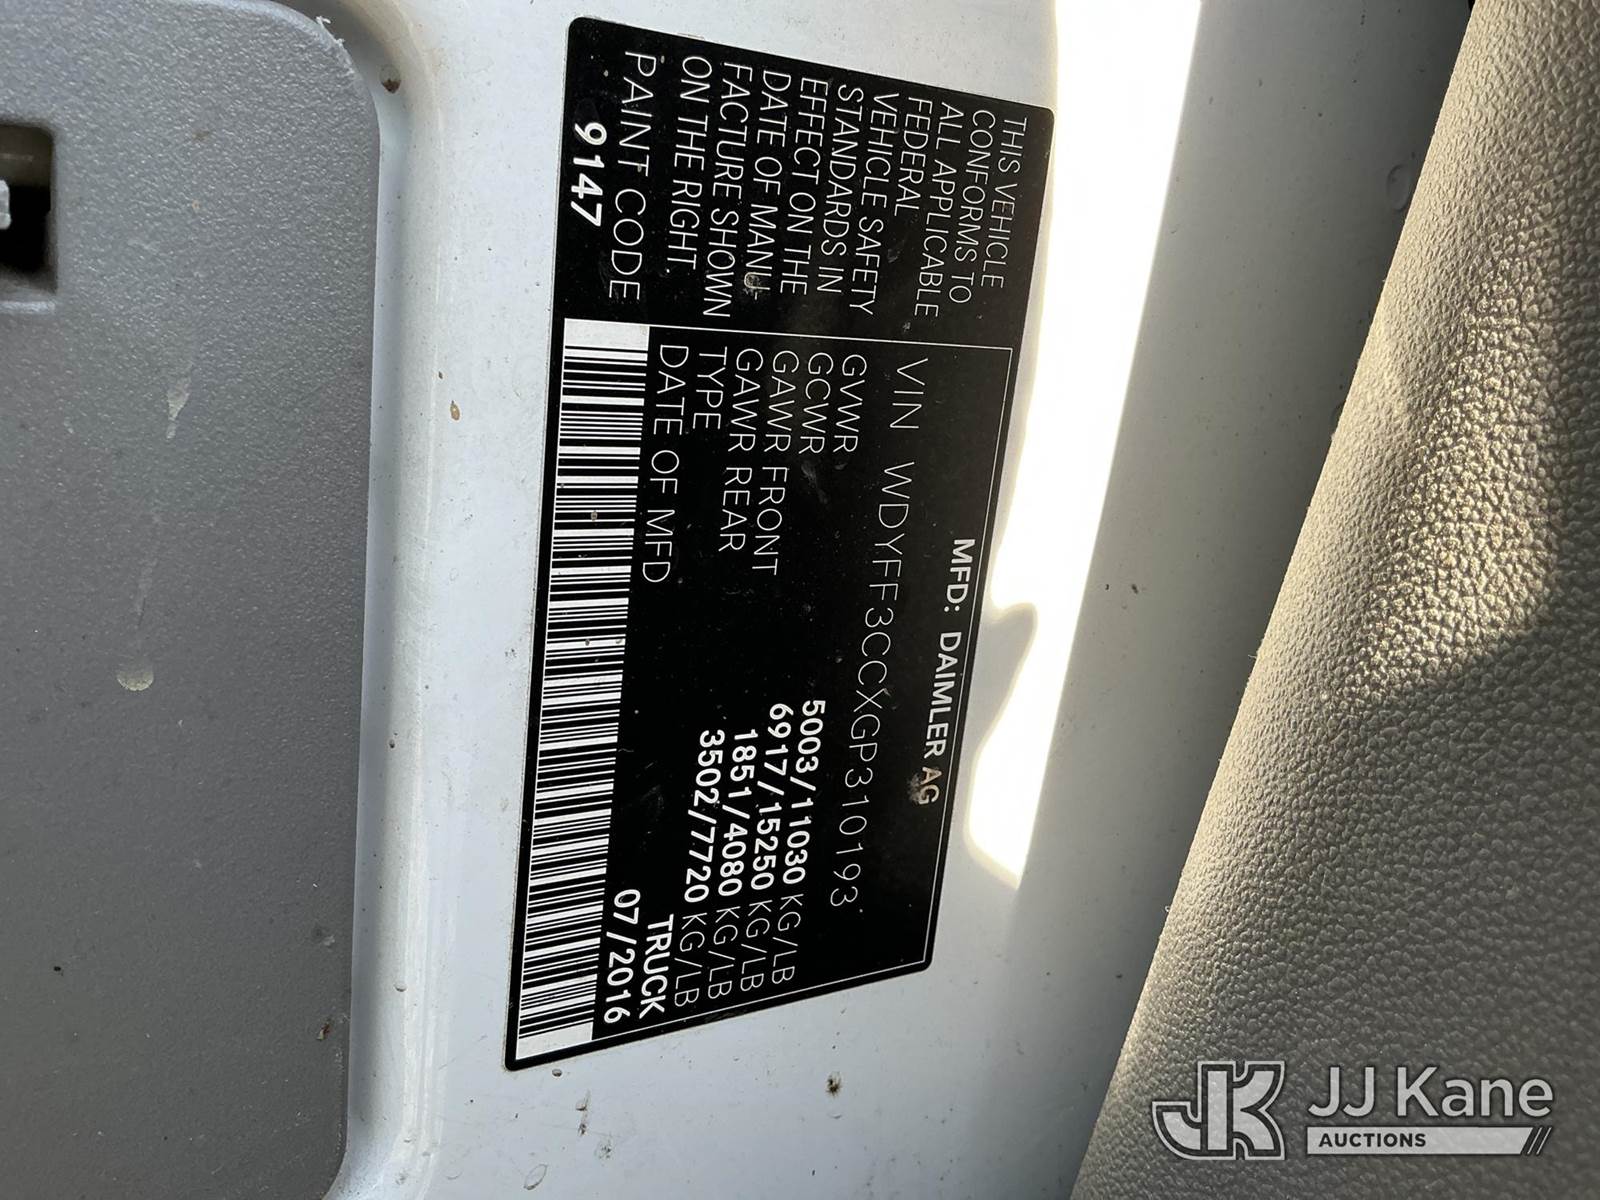 THIS VEHICLE
CONFORMS TO
ALL APPLICABLE
FEDERAL
VEHICLE SAFETY
STANDARDS IN
EFFECT ON THE
DATE OF MANU-
FACTURE SHOWN
ON THE RIGHT.
PAINT CODE
9147
MFD: DAIMLER AG
VIN WDYFF3CCXGP310193
GVWR 5003/11030 KG/LB
GCWR 6917/15250 KG/LB
GAWR FRONT 1851/4080 KG/LB
GAWR REAR 3502/7720 KG/LB
TYPE TRUCK
DATE OF MFD 07/2016
JK JJ Kane
AUCTIONS